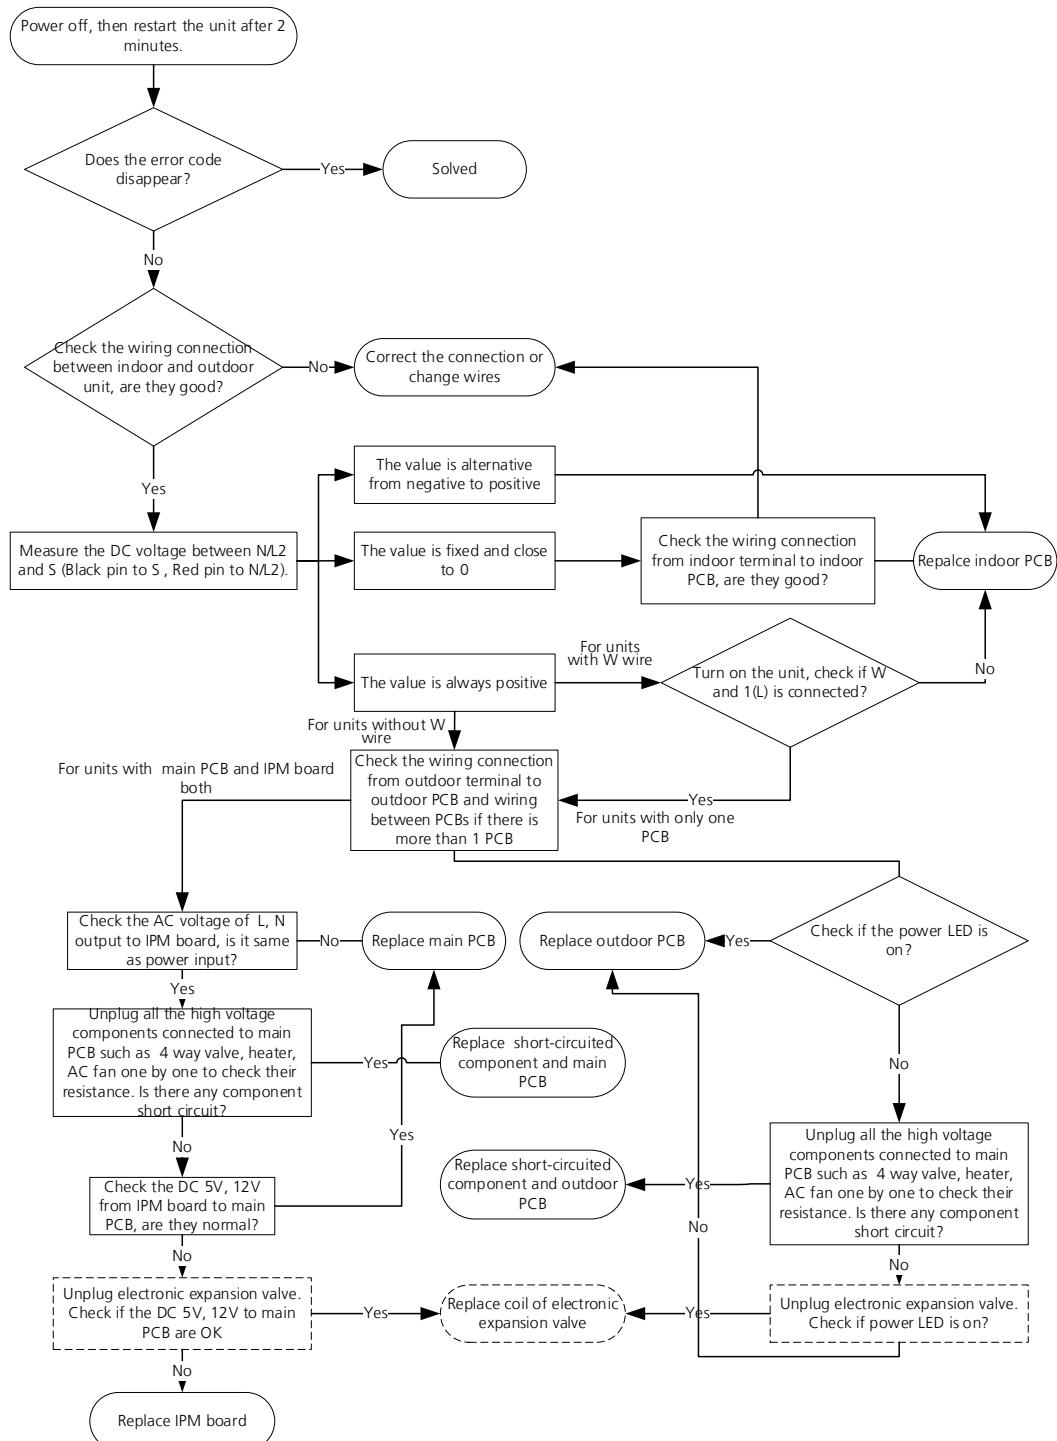 Power off, then restart the unit after 2
minutes.
Does the error code
disappear?
Yes
Solved
No
Check the wiring connection
between indoor and outdoor
unit, are they good?
No
Correct the connection or
change wires
Yes
The value is alternative
from negative to positive
Measure the DC voltage between N/L2
and S (Black pin to S , Red pin to N/L2).
The value is fixed and close
to 0
Check the wiring connection
from indoor terminal to indoor
PCB, are they good?
Repalce indoor PCB
The value is always positive
For units
with W wire
Turn on the unit, check if W
and 1(L) is connected?
No
For units without W
wire
For units with  main PCB and IPM board
both
Check the wiring connection
from outdoor terminal to
outdoor PCB and wiring
between PCBs if there is
more than 1 PCB
Yes
For units with only one
PCB
Check the AC voltage of  L, N
output to IPM board, is it same
as power input?
No
Replace main PCB
Replace outdoor PCB
Yes
Check if the power LED is
on?
Yes
Unplug all the high voltage
components connected to main
PCB such as  4 way valve, heater,
AC fan one by one to check their
resistance. Is there any component
short circuit?
Yes
Replace  short-circuited
component and main
PCB
No
No
Yes
Check the DC 5V, 12V
from IPM board to main
PCB, are they normal?
Replace short-circuited
component and outdoor
PCB
Yes
Unplug all the high voltage
components connected to main
PCB such as  4 way valve, heater,
AC fan one by one to check their
resistance. Is there any component
short circuit?
No
No
No
Unplug electronic expansion valve.
Check if the DC 5V, 12V to main
PCB are OK
Yes
Replace coil of electronic
expansion valve
Yes
Unplug electronic expansion valve.
Check if power LED is on?
No
Replace IPM board